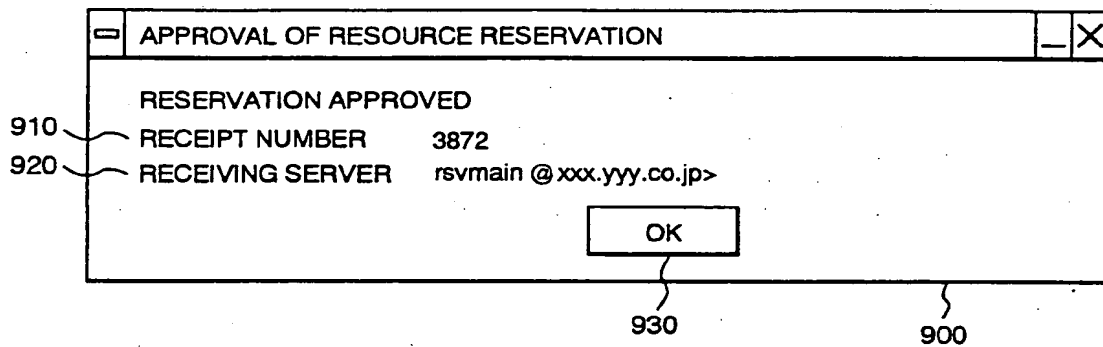 APPROVAL OF RESOURCE RESERVATION
RESERVATION APPROVED
910 RECEIPT NUMBER 3872
920 RECEIVING SERVER rsvmain @ xxx.yyy.co.jp>
OK
930
900